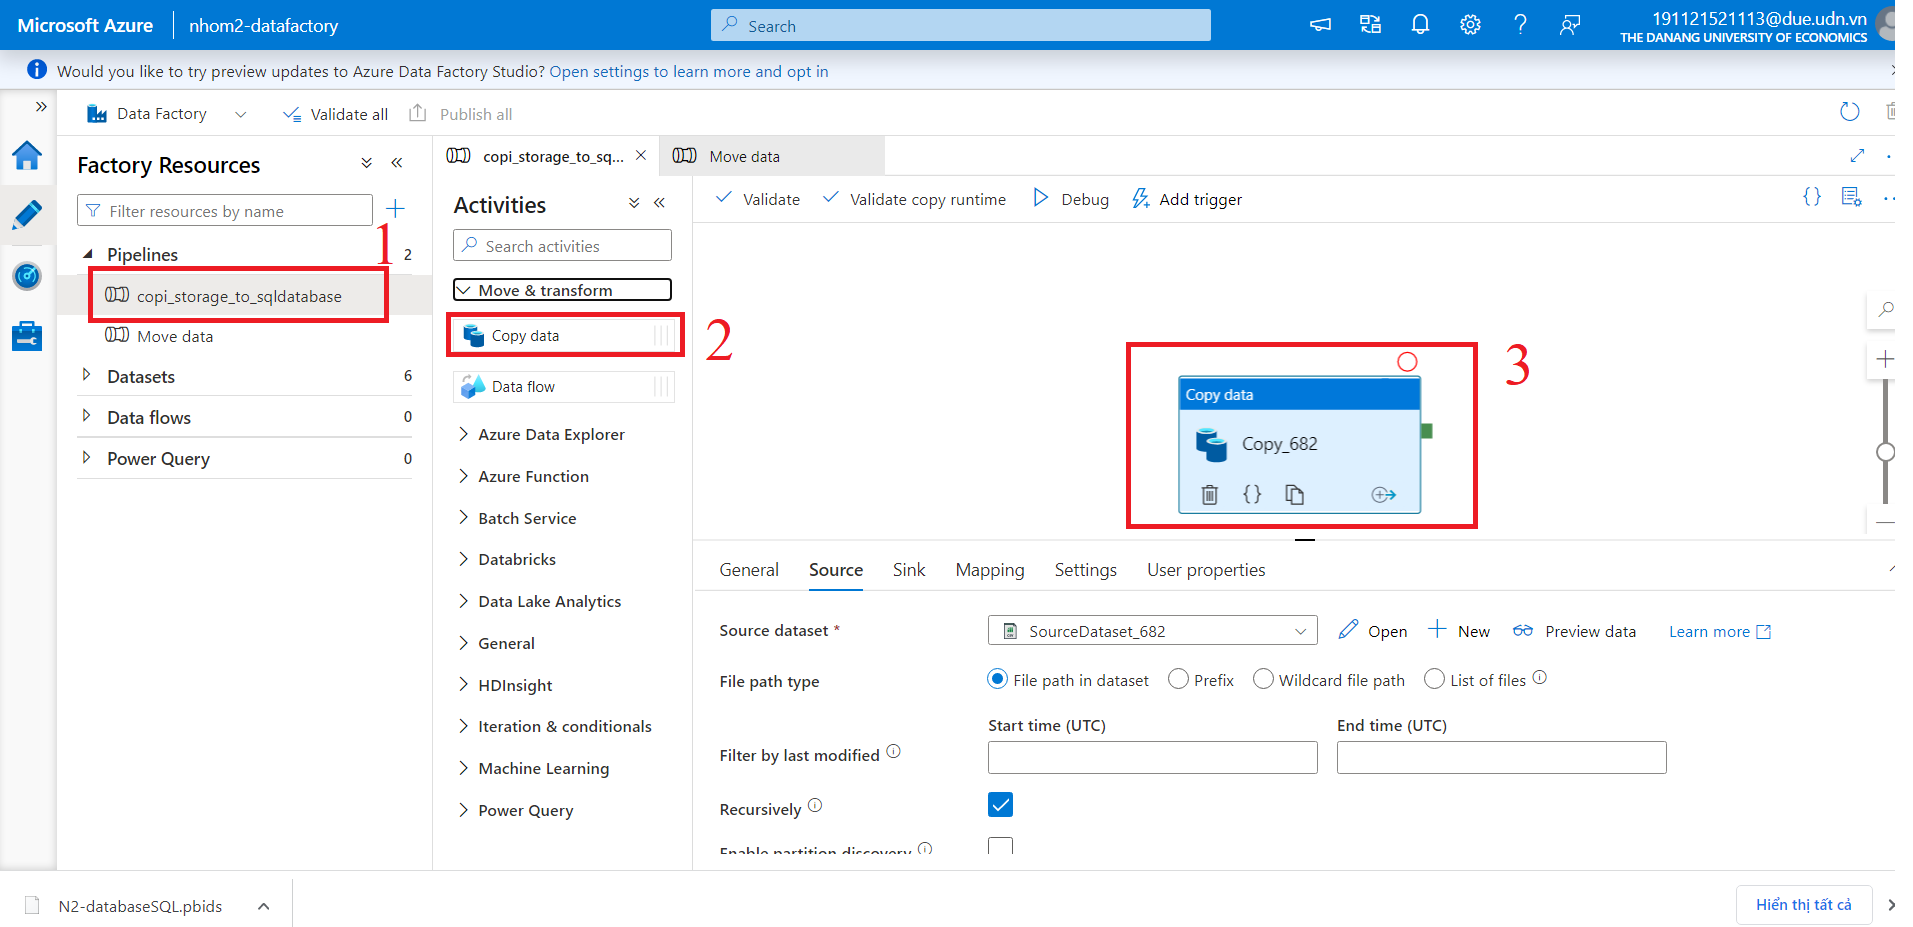 Microsoft Azure
nhom2-datafactory
Search
191121521113@due.udn.vn
THE DANANG UNIVERSITY OF ECONOMICS
Would you like to try preview updates to Azure Data Factory Studio? Open settings to learn more and opt in
Data Factory
Validate all
Publish all
Factory Resources
Filter resources by name
1
Pipelines
2
copi_storage_to_sqldatabase
Move data
Datasets
6
Data flows
0
Power Query
0
copi_storage_to_sq...
Move data
Activities
Search activities
Move & transform
Copy data
2
Data flow
Azure Data Explorer
Azure Function
Batch Service
Databricks
Data Lake Analytics
General
HDInsight
Iteration & conditionals
Machine Learning
Power Query
Validate
Validate copy runtime
Debug
Add trigger
{}
3
Copy data
Copy_682
{}
General
Source
Sink
Mapping
Settings
User properties
Source dataset *
SourceDataset_682
Open
New
Preview data
Learn more
File path type
File path in dataset
Prefix
Wildcard file path
List of files
Start time (UTC)
End time (UTC)
Filter by last modified
Recursively
Enable partition discovery
N2-databaseSQL.pbids
Hiển thị tất cả